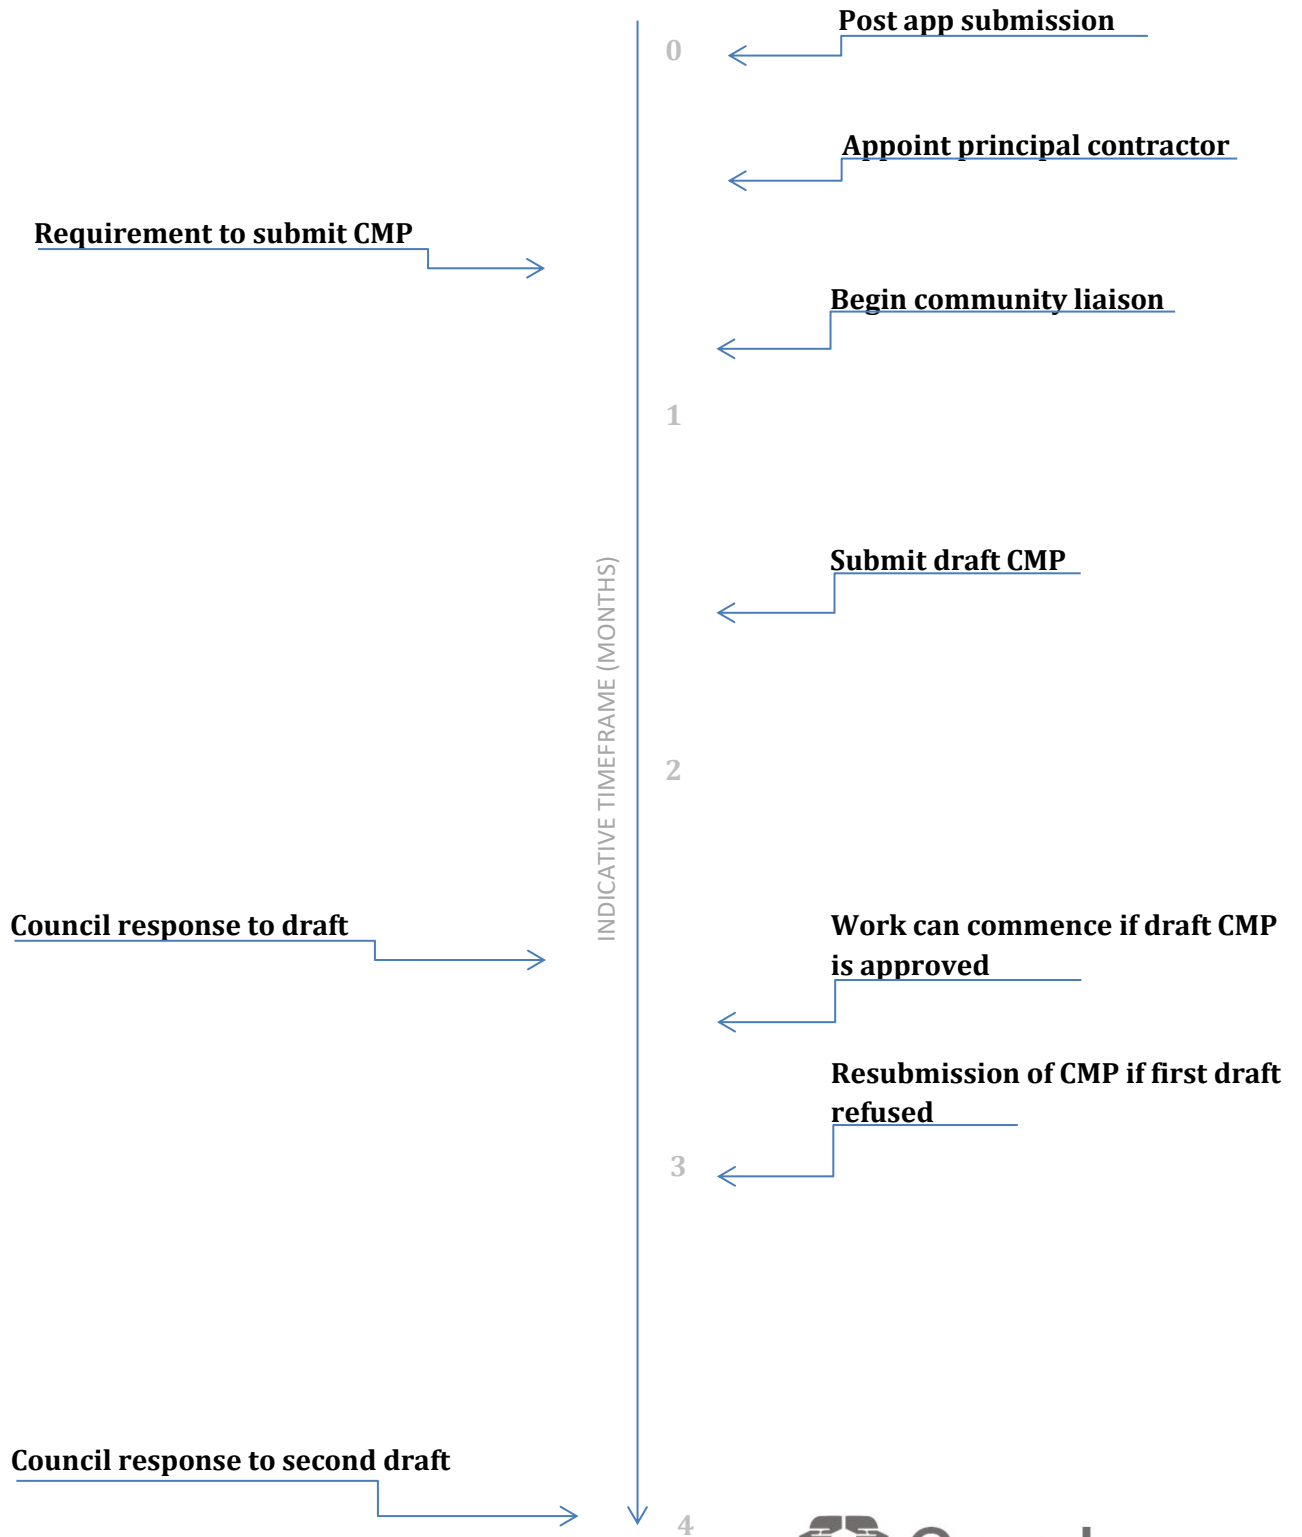 Post app submission
0
Appoint principal contractor
Requirement to submit CMP
Begin community liaison
1
Submit draft CMP
INDICATIVE TIMEFRAME (MONTHS)
2
Council response to draft
Work can commence if draft CMP
is approved
Resubmission of CMP if first draft
refused
3
Council response to second draft
4